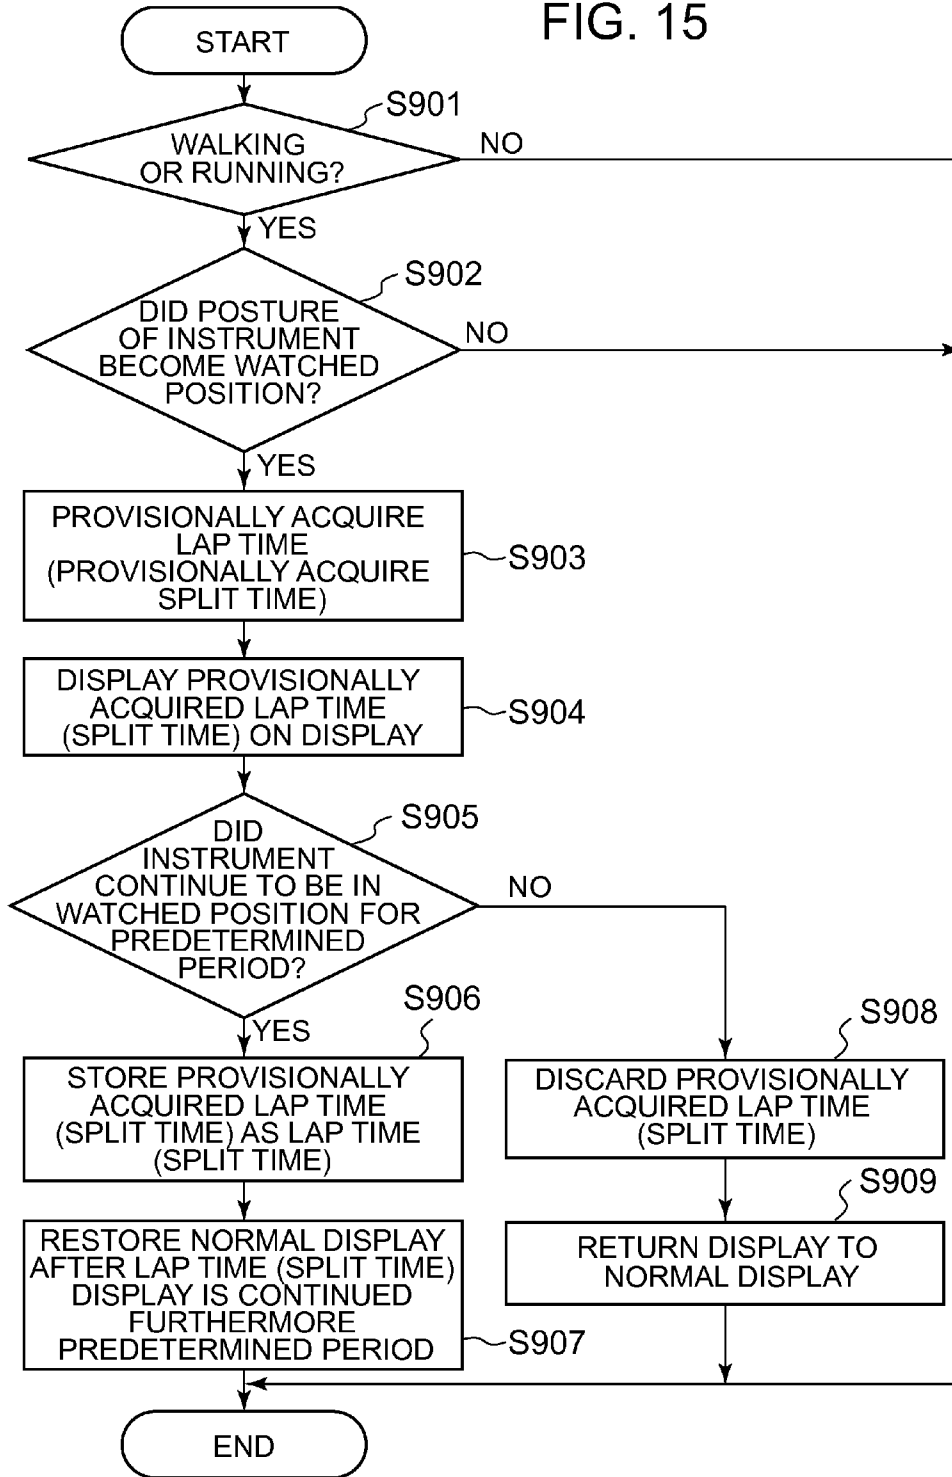 FIG. 15
START
S901
WALKING
OR RUNNING?
NO
YES
S902
DID POSTURE
OF INSTRUMENT
BECOME WATCHED
POSITION?
NO
YES
PROVISIONALLY ACQUIRE
LAP TIME
(PROVISIONALLY ACQUIRE
SPLIT TIME)
S903
DISPLAY PROVISIONALLY
ACQUIRED LAP TIME
(SPLIT TIME) ON DISPLAY
S904
S905
DID
INSTRUMENT
CONTINUE TO BE IN
WATCHED POSITION FOR
PREDETERMINED
PERIOD?
NO
YES
S906
STORE PROVISIONALLY
ACQUIRED LAP TIME
(SPLIT TIME) AS LAP TIME
(SPLIT TIME)
S908
DISCARD PROVISIONALLY
ACQUIRED LAP TIME
(SPLIT TIME)
RESTORE NORMAL DISPLAY
AFTER LAP TIME (SPLIT TIME)
DISPLAY IS CONTINUED
FURTHERMORE
PREDETERMINED PERIOD
S907
S909
RETURN DISPLAY TO
NORMAL DISPLAY
END